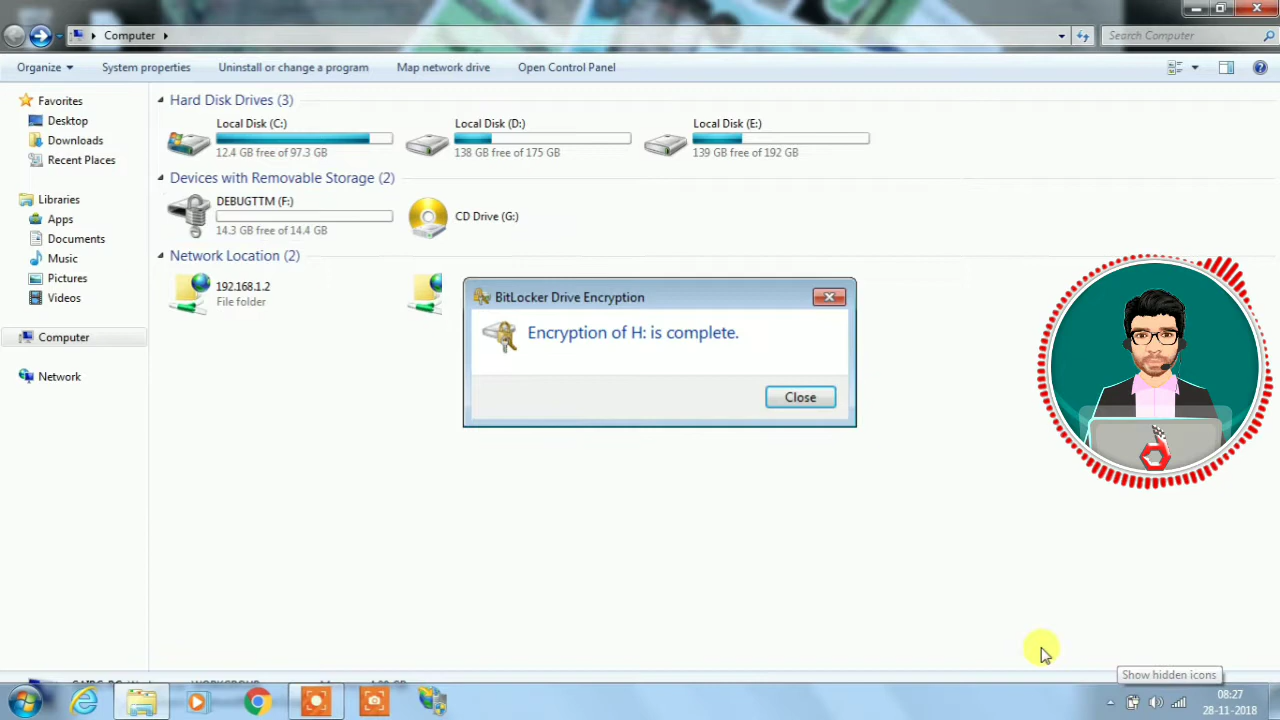 Computer
Search Computer
Organize
System properties
Uninstall or change a program
Map network drive
Open Control Panel
Favorites
Desktop
Downloads
Recent Places
Libraries
Apps
Documents
Music
Pictures
Videos
Computer
Network
Hard Disk Drives (3)
Local Disk (C:)
12.4 GB free of 97.3 GB
Local Disk (D:)
138 GB free of 175 GB
Local Disk (E:)
139 GB free of 192 GB
Devices with Removable Storage (2)
DEBUGTTM (F:)
14.3 GB free of 14.4 GB
CD Drive (G:)
Network Location (2)
192.168.1.2
File folder
BitLocker Drive Encryption
Encryption of H: is complete.
Close
Show hidden icons
08:27
28-11-2018